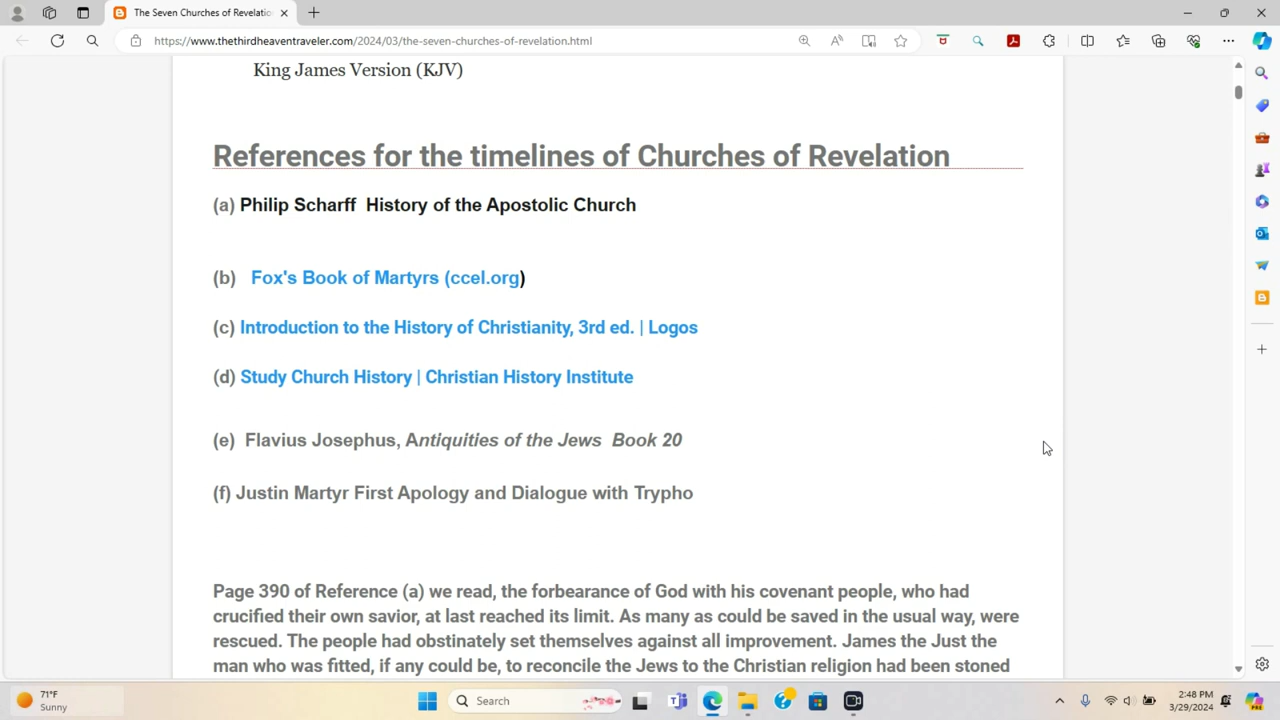 The Seven Churches of Revelatio
https://www.thethirdheaventraveler.com/2024/03/the-seven-churches-of-revelation.html
King James Version (KJV)
References for the timelines of Churches of Revelation
(a) Philip Scharff History of the Apostolic Church
(b) Fox's Book of Martyrs (ccel.org)
(c) Introduction to the History of Christianity, 3rd ed. | Logos
(d) Study Church History | Christian History Institute
(e) Flavius Josephus, Antiquities of the Jews Book 20
(f) Justin Martyr First Apology and Dialogue with Trypho
Page 390 of Reference (a) we read, the forbearance of God with his covenant people, who had
crucified their own savior, at last reached its limit. As many as could be saved in the usual way, were
rescued. The people had obstinately set themselves against all improvement. James the Just the
man who was fitted, if any could be, to reconcile the Jews to the Christian religion had been stoned
71°F
Sunny
Search
2:48 PM
3/29/2024